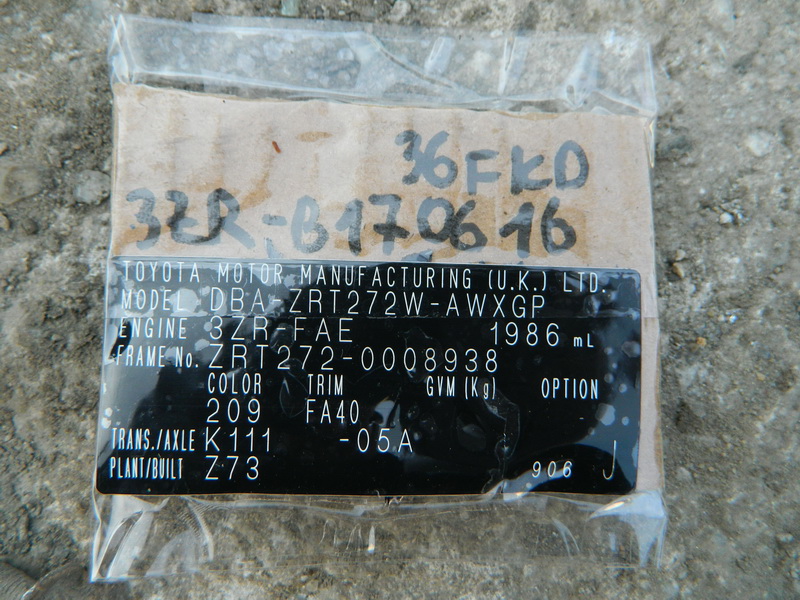 36FKD
3ZR-B170616
TOYOTA MOTOR MANUFACTURING (U.K.) LTD.
MODEL DBA-ZRT272W-AWXGP
ENGINE 3ZR-FAE 1986 mL
FRAME No. ZRT272-0008938
COLOR TRIM GVM (Kg) OPTION
209 FA40
TRANS./AXLE K111 -05A
PLANT/BUILT Z73 906 J